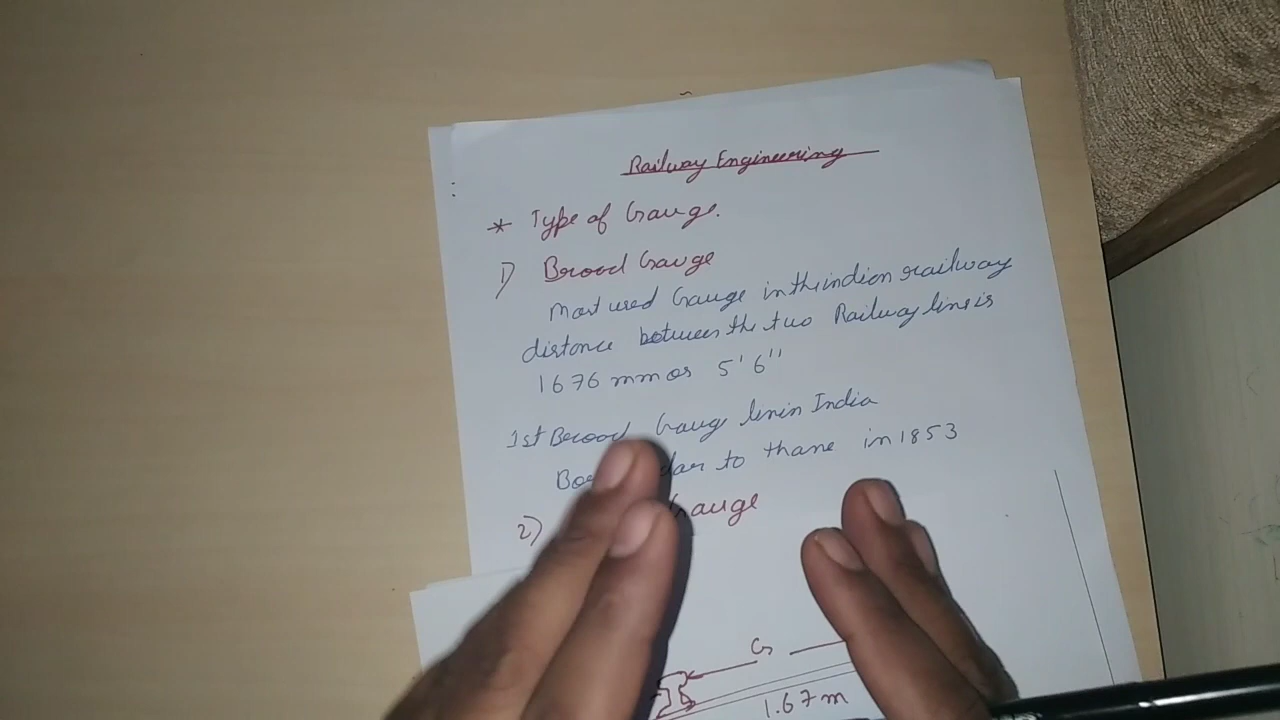 Railway Engineering
* Type of Gauge.
1) Broad Gauge
Most used Gauge in the indian railway
distance between the two Railway line is
1676 mm or 5' 6''
1st Broad Gauge line in India
to thane in 1853
2) Gauge
G
1.67 m